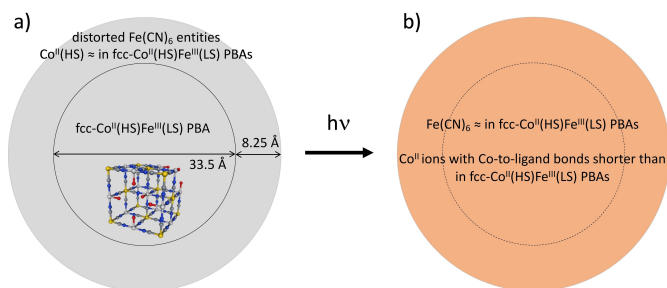 a)
distorted Fe(CN)₆ entities
Coᴵᴵ(HS) ≈ in fcc-Coᴵᴵ(HS)Feᴵᴵᴵ(LS) PBAs
fcc-Coᴵᴵ(HS)Feᴵᴵᴵ(LS) PBA
8.25 Å
33.5 Å
hν
b)
Fe(CN)₆ ≈ in fcc-Coᴵᴵ(HS)Feᴵᴵᴵ(LS) PBAs
Coᴵᴵ ions with Co-to-ligand bonds shorter than
in fcc-Coᴵᴵ(HS)Feᴵᴵᴵ(LS) PBAs